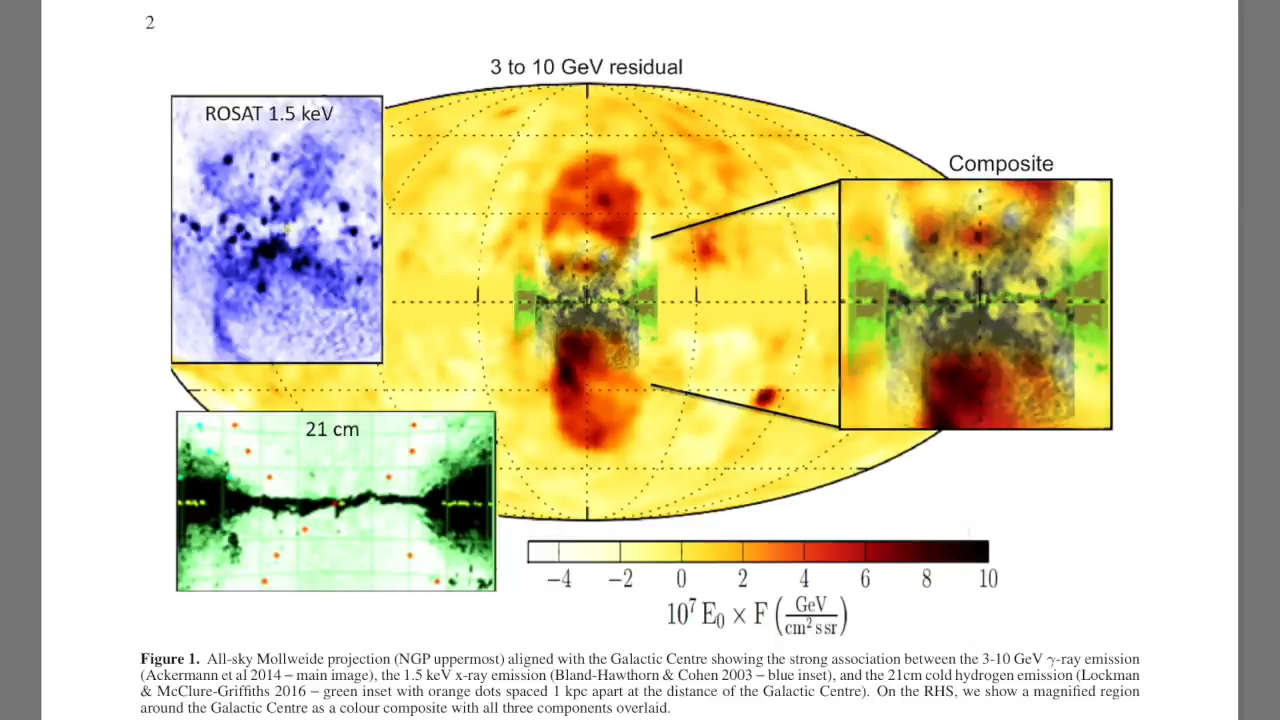 2
3 to 10 GeV residual
ROSAT 1.5 keV
Composite
21 cm
−4 −2 0 2 4 6 8 10
10⁷ E₀ × F (GeV / cm² s sr)
Figure 1. All-sky Mollweide projection (NGP uppermost) aligned with the Galactic Centre showing the strong association between the 3-10 GeV γ-ray emission
(Ackermann et al 2014 − main image), the 1.5 keV x-ray emission (Bland-Hawthorn & Cohen 2003 − blue inset), and the 21cm cold hydrogen emission (Lockman
& McClure-Griffiths 2016 − green inset with orange dots spaced 1 kpc apart at the distance of the Galactic Centre). On the RHS, we show a magnified region
around the Galactic Centre as a colour composite with all three components overlaid.